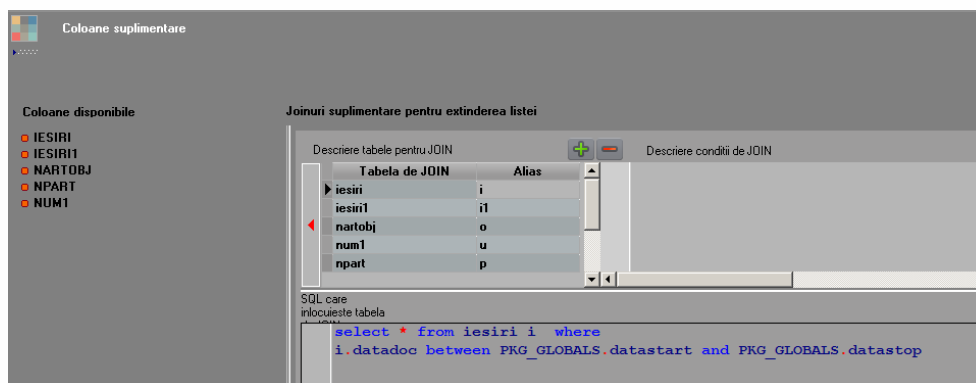 Coloane suplimentare
Coloane disponibile
IESIRI
IESIRI1
NARTOBJ
NPART
NUM1
Joinuri suplimentare pentru extinderea listei
Descriere tabele pentru JOIN
Descriere conditii de JOIN
Tabela de JOIN Alias
iesiri i
iesiri1 i1
nartobj o
num1 u
npart p
SQL care
inlocuieste tabela
select * from iesiri i where
i.datadoc between PKG_GLOBALS.datastart and PKG_GLOBALS.datastop